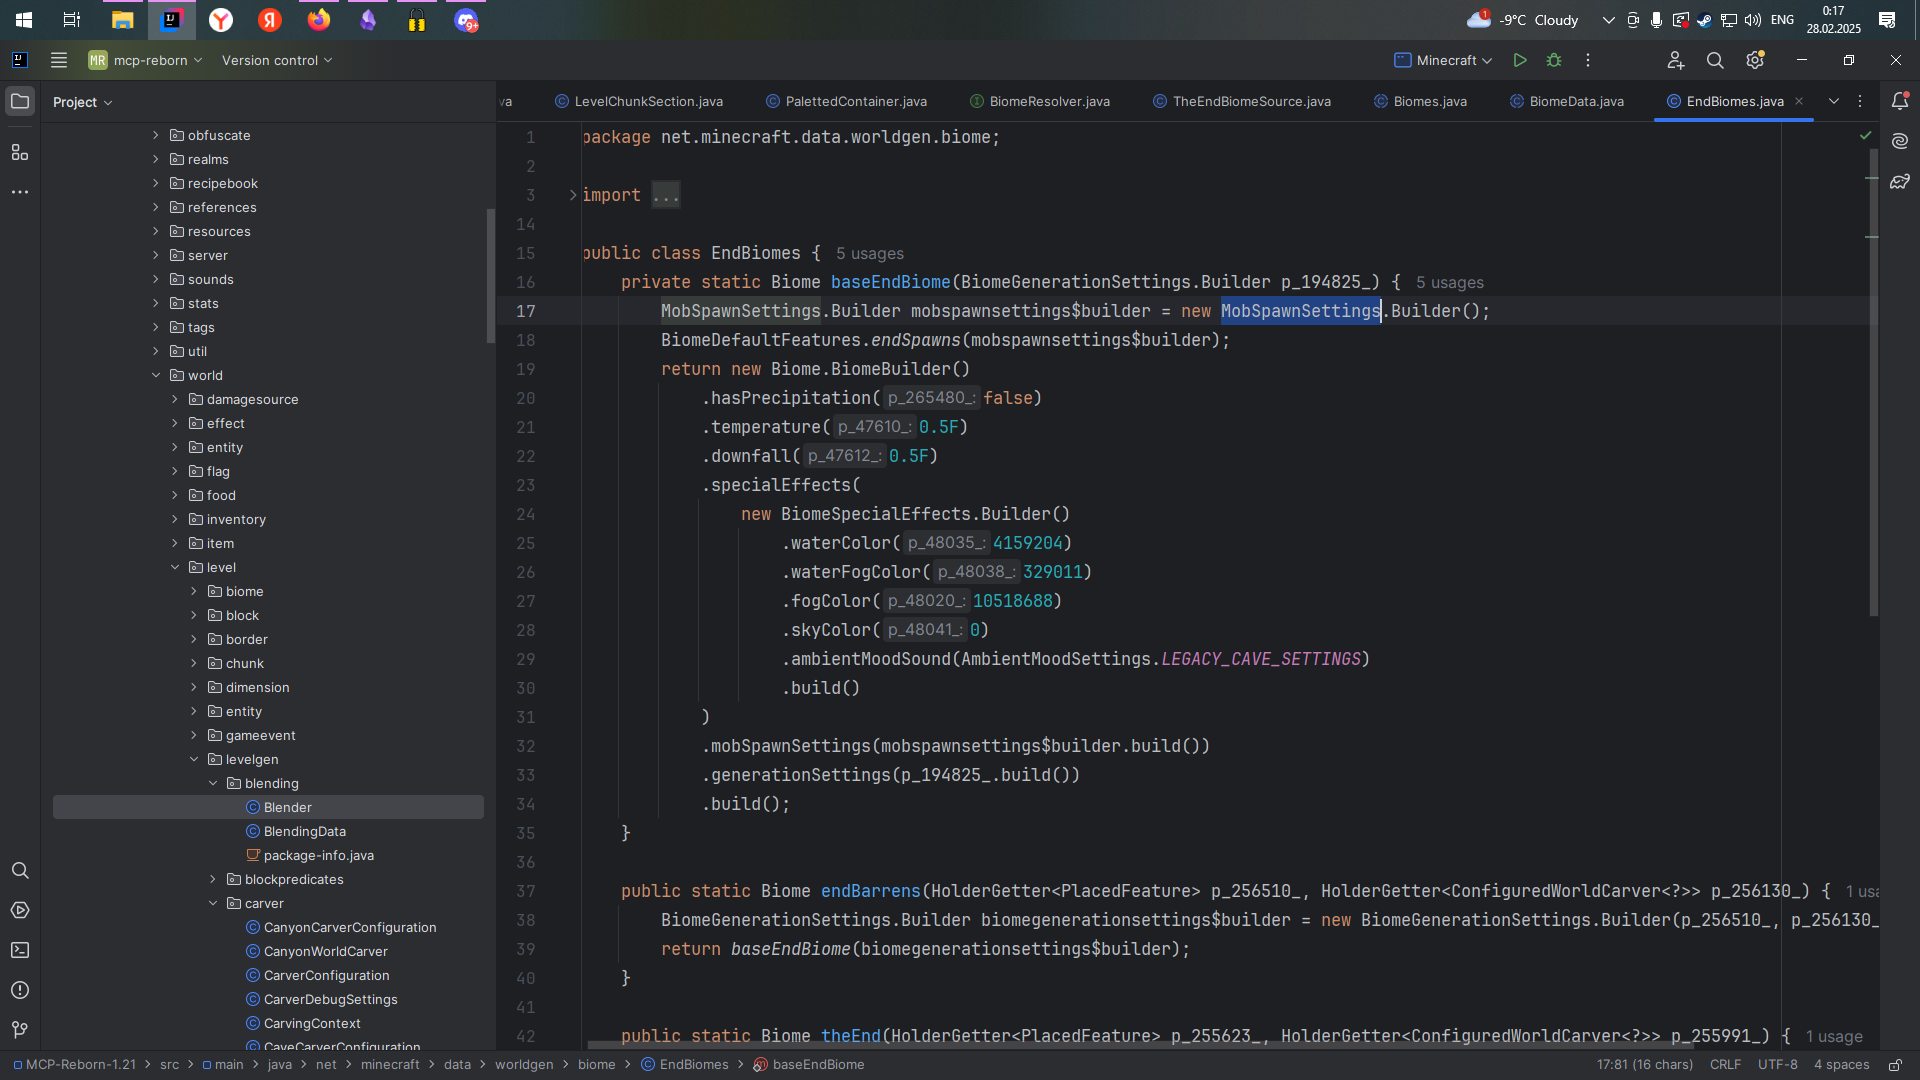 -9°C Cloudy
ENG
0:17
28.02.2025
MR mcp-reborn
Version control
Minecraft
Project
va
LevelChunkSection.java
PalettedContainer.java
BiomeResolver.java
TheEndBiomeSource.java
Biomes.java
BiomeData.java
EndBiomes.java
obfuscate
realms
recipebook
references
resources
server
sounds
stats
tags
util
world
damagesource
effect
entity
flag
food
inventory
item
level
biome
block
border
chunk
dimension
entity
gameevent
levelgen
blending
Blender
BlendingData
package-info.java
blockpredicates
carver
CanyonCarverConfiguration
CanyonWorldCarver
CarverConfiguration
CarverDebugSettings
CarvingContext
CaveCarverConfiguration
1 package net.minecraft.data.worldgen.biome;
2
3 import ...
14
15 public class EndBiomes { 5 usages
16 private static Biome baseEndBiome(BiomeGenerationSettings.Builder p_194825_) { 5 usages
17 MobSpawnSettings.Builder mobspawnsettings$builder = new MobSpawnSettings.Builder();
18 BiomeDefaultFeatures.endSpawns(mobspawnsettings$builder);
19 return new Biome.BiomeBuilder()
20 .hasPrecipitation( p_265480_: false)
21 .temperature( p_47610_: 0.5F)
22 .downfall( p_47612_: 0.5F)
23 .specialEffects(
24 new BiomeSpecialEffects.Builder()
25 .waterColor( p_48035_: 4159204)
26 .waterFogColor( p_48038_: 329011)
27 .fogColor( p_48020_: 10518688)
28 .skyColor( p_48041_: 0)
29 .ambientMoodSound(AmbientMoodSettings.LEGACY_CAVE_SETTINGS)
30 .build()
31 )
32 .mobSpawnSettings(mobspawnsettings$builder.build())
33 .generationSettings(p_194825_.build())
34 .build();
35 }
36
37 public static Biome endBarrens(HolderGetter<PlacedFeature> p_256510_, HolderGetter<ConfiguredWorldCarver<?>> p_256130_) { 1 usa
38 BiomeGenerationSettings.Builder biomegenerationsettings$builder = new BiomeGenerationSettings.Builder(p_256510_, p_256130_
39 return baseEndBiome(biomegenerationsettings$builder);
40 }
41
42 public static Biome theEnd(HolderGetter<PlacedFeature> p_255623_, HolderGetter<ConfiguredWorldCarver<?>> p_255991_) { 1 usage
MCP-Reborn-1.21 > src > main > java > net > minecraft > data > worldgen > biome > EndBiomes > baseEndBiome
17:81 (16 chars) CRLF UTF-8 4 spaces